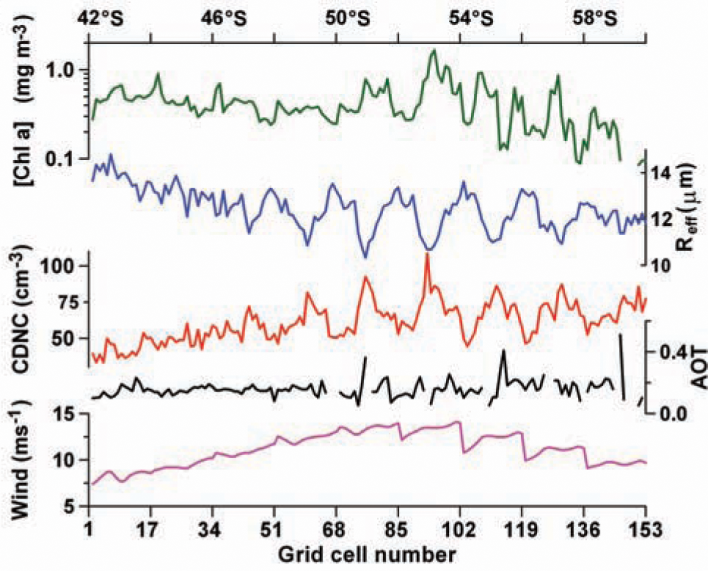 42°S 46°S 50°S 54°S 58°S
[Chl a] (mg m-3)
1.0
0.1
14
12
10
Reff(μm)
CDNC (cm-3)
100
75
50
0.4
0.0
AOT
Wind (ms-1)
15
10
5
1 17 34 51 68 85 102 119 136 153
Grid cell number